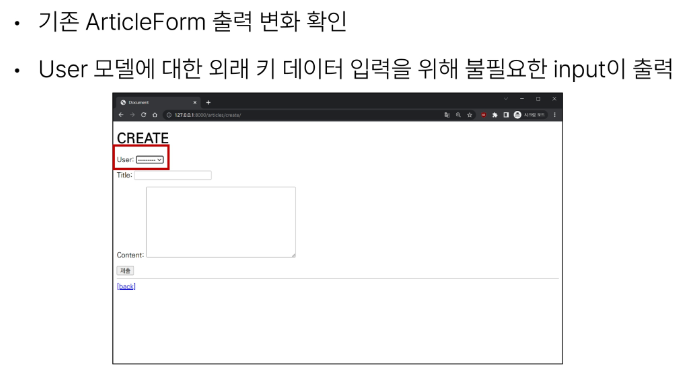 • 기존 ArticleForm 출력 변화 확인
• User 모델에 대한 외래 키 데이터 입력을 위해 불필요한 input이 출력
Document
127.0.0.1:8000/articles/create/
CREATE
User: ---------
Title:
Content:
제출
[back]